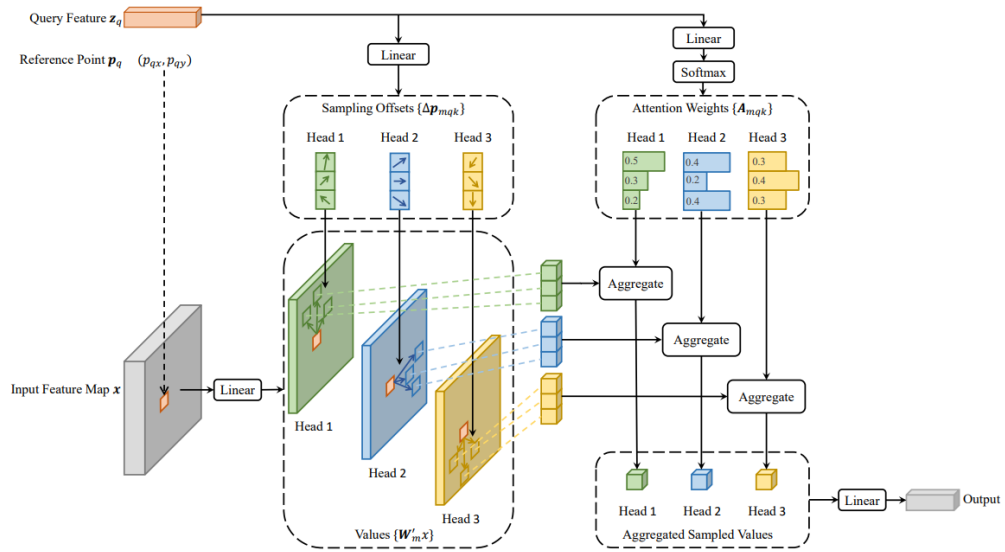 Query Feature z_q
Linear
Reference Point p_q (p_qx, p_qy)
Linear
Softmax
Sampling Offsets {Δp_mqk}
Attention Weights {A_mqk}
Head 1
Head 2
Head 3
Head 1
Head 2
Head 3
0.5
0.4
0.3
0.3
0.2
0.4
0.2
0.4
0.3
Aggregate
Aggregate
Input Feature Map x
Linear
Aggregate
Head 1
Head 2
Head 3
Values {W'_m x}
Head 1
Head 2
Head 3
Aggregated Sampled Values
Linear
Output